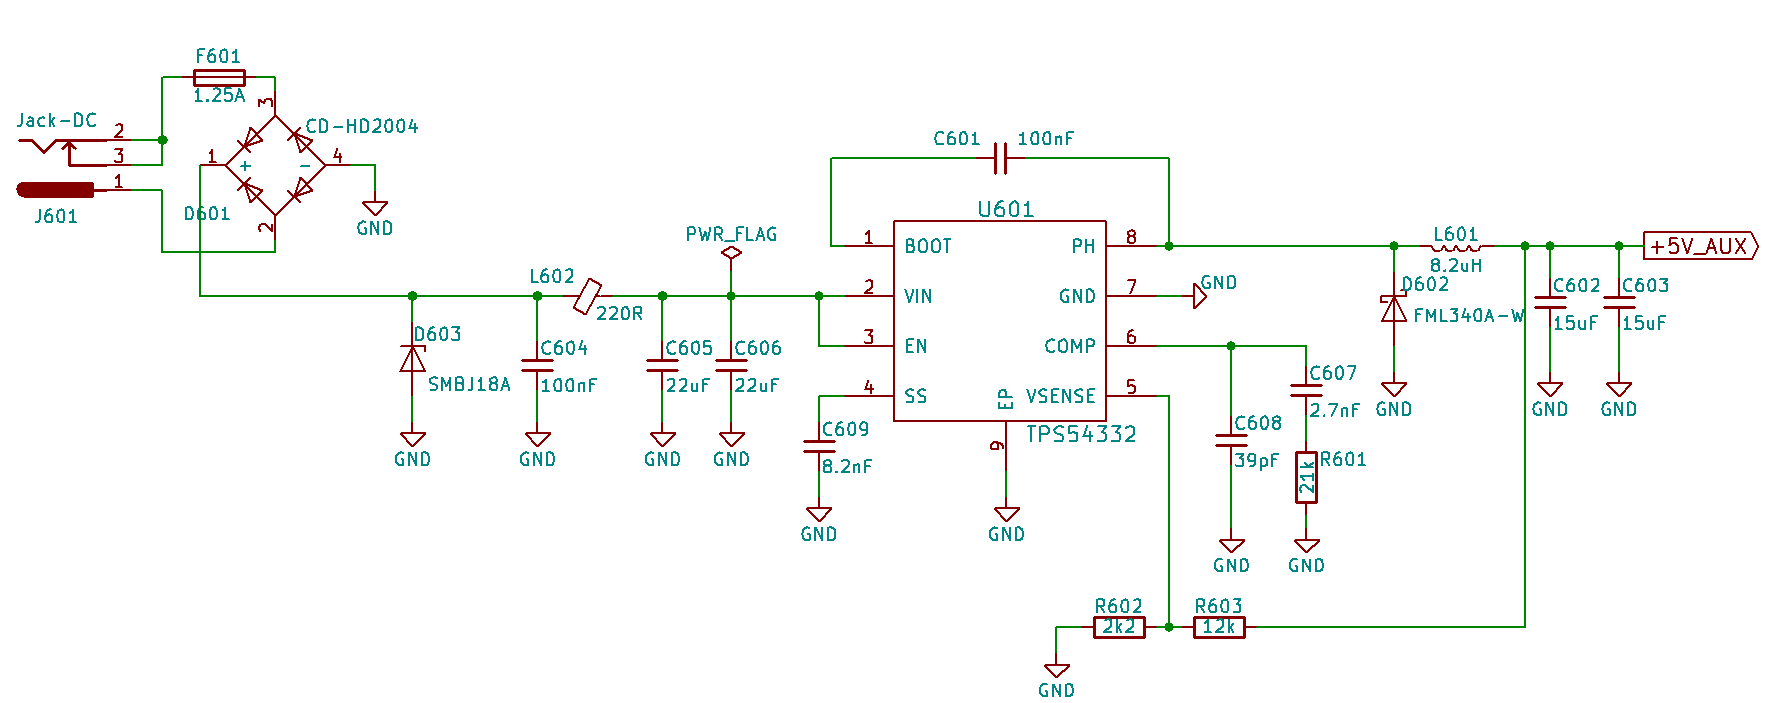 F601
1.25A
Jack-DC
2
3
1
J601
3
CD-HD2004
1
+
-
4
D601
2
GND
C601
100nF
U601
PWR_FLAG
1
BOOT
PH
8
2
VIN
GND
7
GND
3
EN
COMP
6
4
SS
EP
VSENSE
5
9
TPS54332
GND
L602
220R
D603
SMBJ18A
GND
C604
100nF
GND
C605
22uF
GND
C606
22uF
GND
C609
8.2nF
GND
L601
8.2uH
+5V_AUX
D602
FML340A-W
GND
C602
15uF
GND
C603
15uF
GND
C607
2.7nF
C608
39pF
R601
21k
GND
GND
R602
2k2
R603
12k
GND